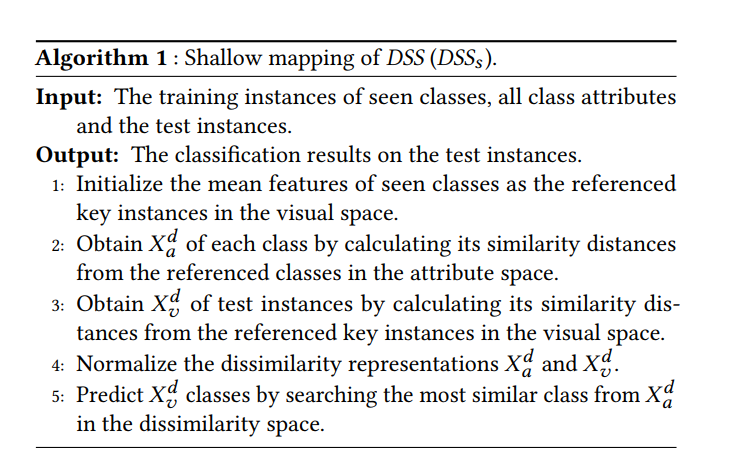 Algorithm 1 : Shallow mapping of DSS (DSS_s).
Input: The training instances of seen classes, all class attributes
and the test instances.
Output: The classification results on the test instances.
1: Initialize the mean features of seen classes as the referenced
key instances in the visual space.
2: Obtain X_a^d of each class by calculating its similarity distances
from the referenced classes in the attribute space.
3: Obtain X_v^d of test instances by calculating its similarity dis-
tances from the referenced key instances in the visual space.
4: Normalize the dissimilarity representations X_a^d and X_v^d.
5: Predict X_v^d classes by searching the most similar class from X_a^d
in the dissimilarity space.